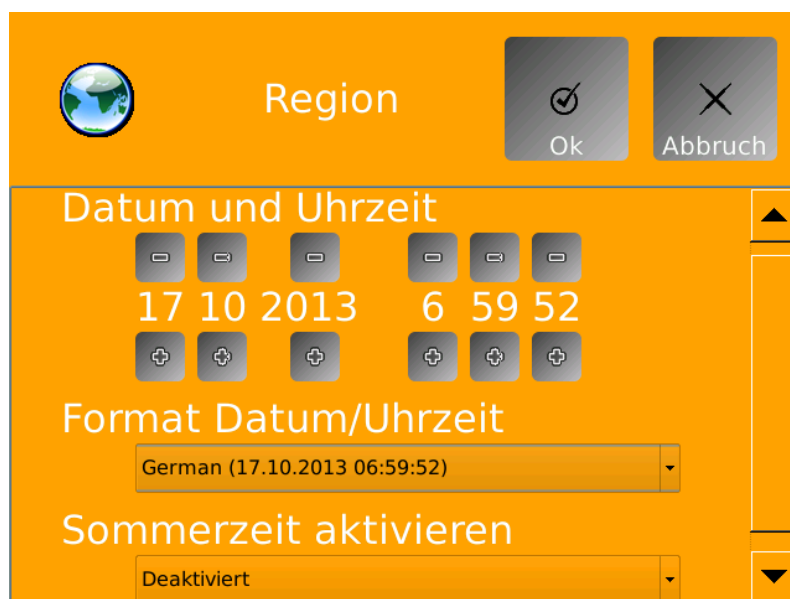 Region
Ok
Abbruch
Datum und Uhrzeit
17 10 2013 6 59 52
Format Datum/Uhrzeit
German (17.10.2013 06:59:52)
Sommerzeit aktivieren
Deaktiviert